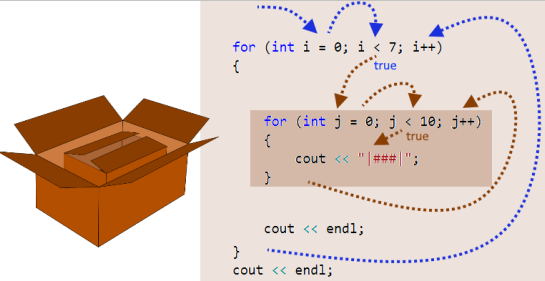 for (int i = 0; i < 7; i++)
true
{
for (int j = 0; j < 10; j++)
true
{
cout << "|###|";
}
cout << endl;
}
cout << endl;